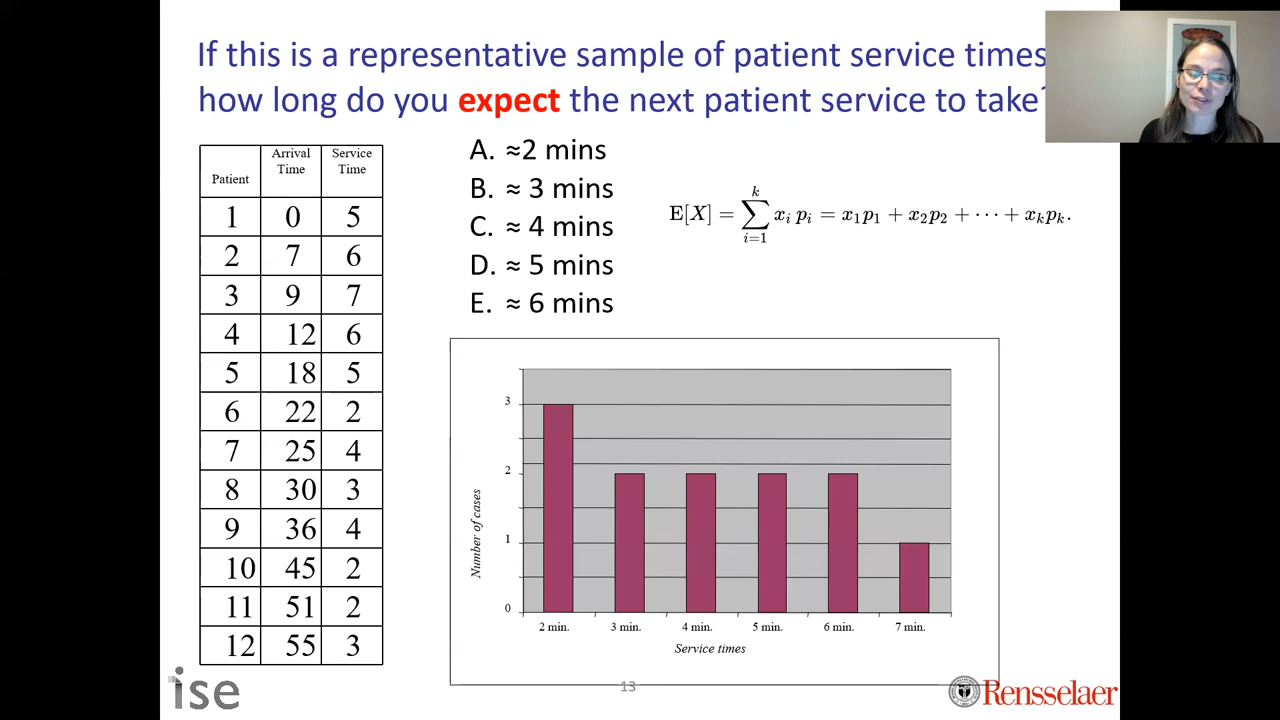 If this is a representative sample of patient service times
how long do you expect the next patient service to take?
Patient Arrival Time Service Time
1 0 5
2 7 6
3 9 7
4 12 6
5 18 5
6 22 2
7 25 4
8 30 3
9 36 4
10 45 2
11 51 2
12 55 3
A. ≈2 mins
B. ≈ 3 mins
C. ≈ 4 mins
D. ≈ 5 mins
E. ≈ 6 mins
E[X] = ∑_{i=1}^{k} x_i p_i = x_1p_1 + x_2p_2 + ⋯ + x_kp_k.
Number of cases
3
2
1
0
2 min. 3 min. 4 min. 5 min. 6 min. 7 min.
Service times
ise
13
Rensselaer